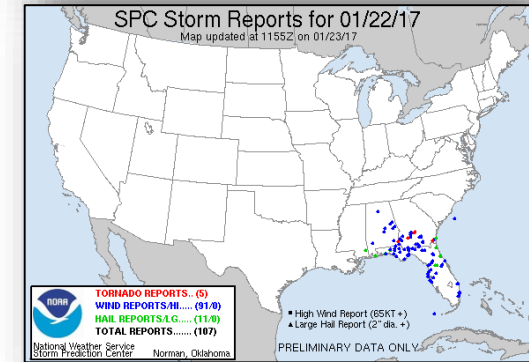 SPC Storm Reports for 01/22/17
Map updated at 1155Z on 01/23/17
NOAA
TORNADO REPORTS.. (5)
WIND REPORTS/HI..... (91/0)
HAIL REPORTS/LG..... (11/0)
TOTAL REPORTS....... (107)
National Weather Service
Storm Prediction Center Norman, Oklahoma
■ High Wind Report (65KT +)
▲ Large Hail Report (2" dia. +)
PRELIMINARY DATA ONLY